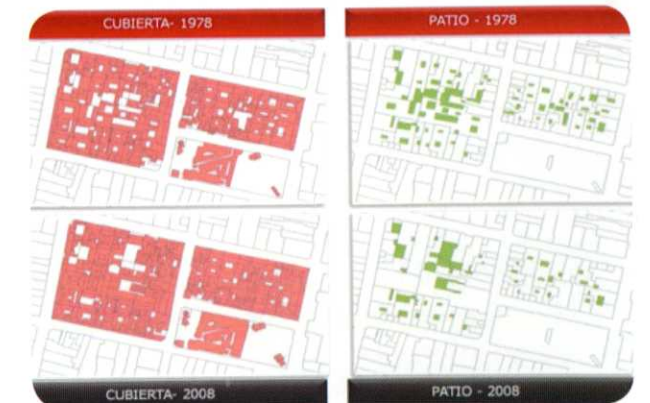 CUBIERTA- 1978
PATIO - 1978
CUBIERTA- 2008
PATIO - 2008